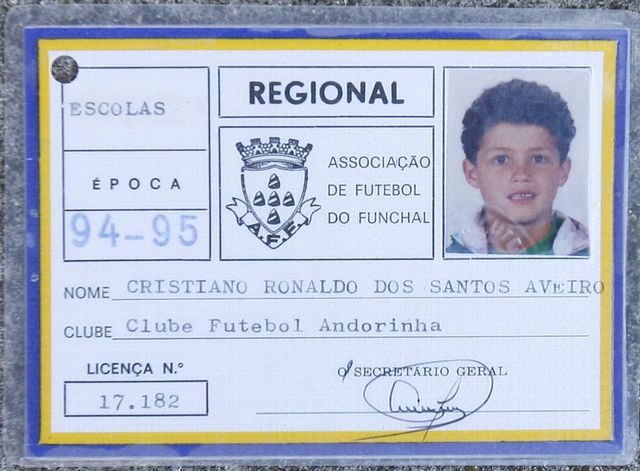 ESCOLAS
ÉPOCA
94-95
REGIONAL
ASSOCIAÇÃO
DE FUTEBOL
DO FUNCHAL
A.F.F.
NOME CRISTIANO RONALDO DOS SANTOS AVEIRO
CLUBE Clube Futebol Andorinha
LICENÇA N.º
17.182
O SECRETÁRIO GERAL